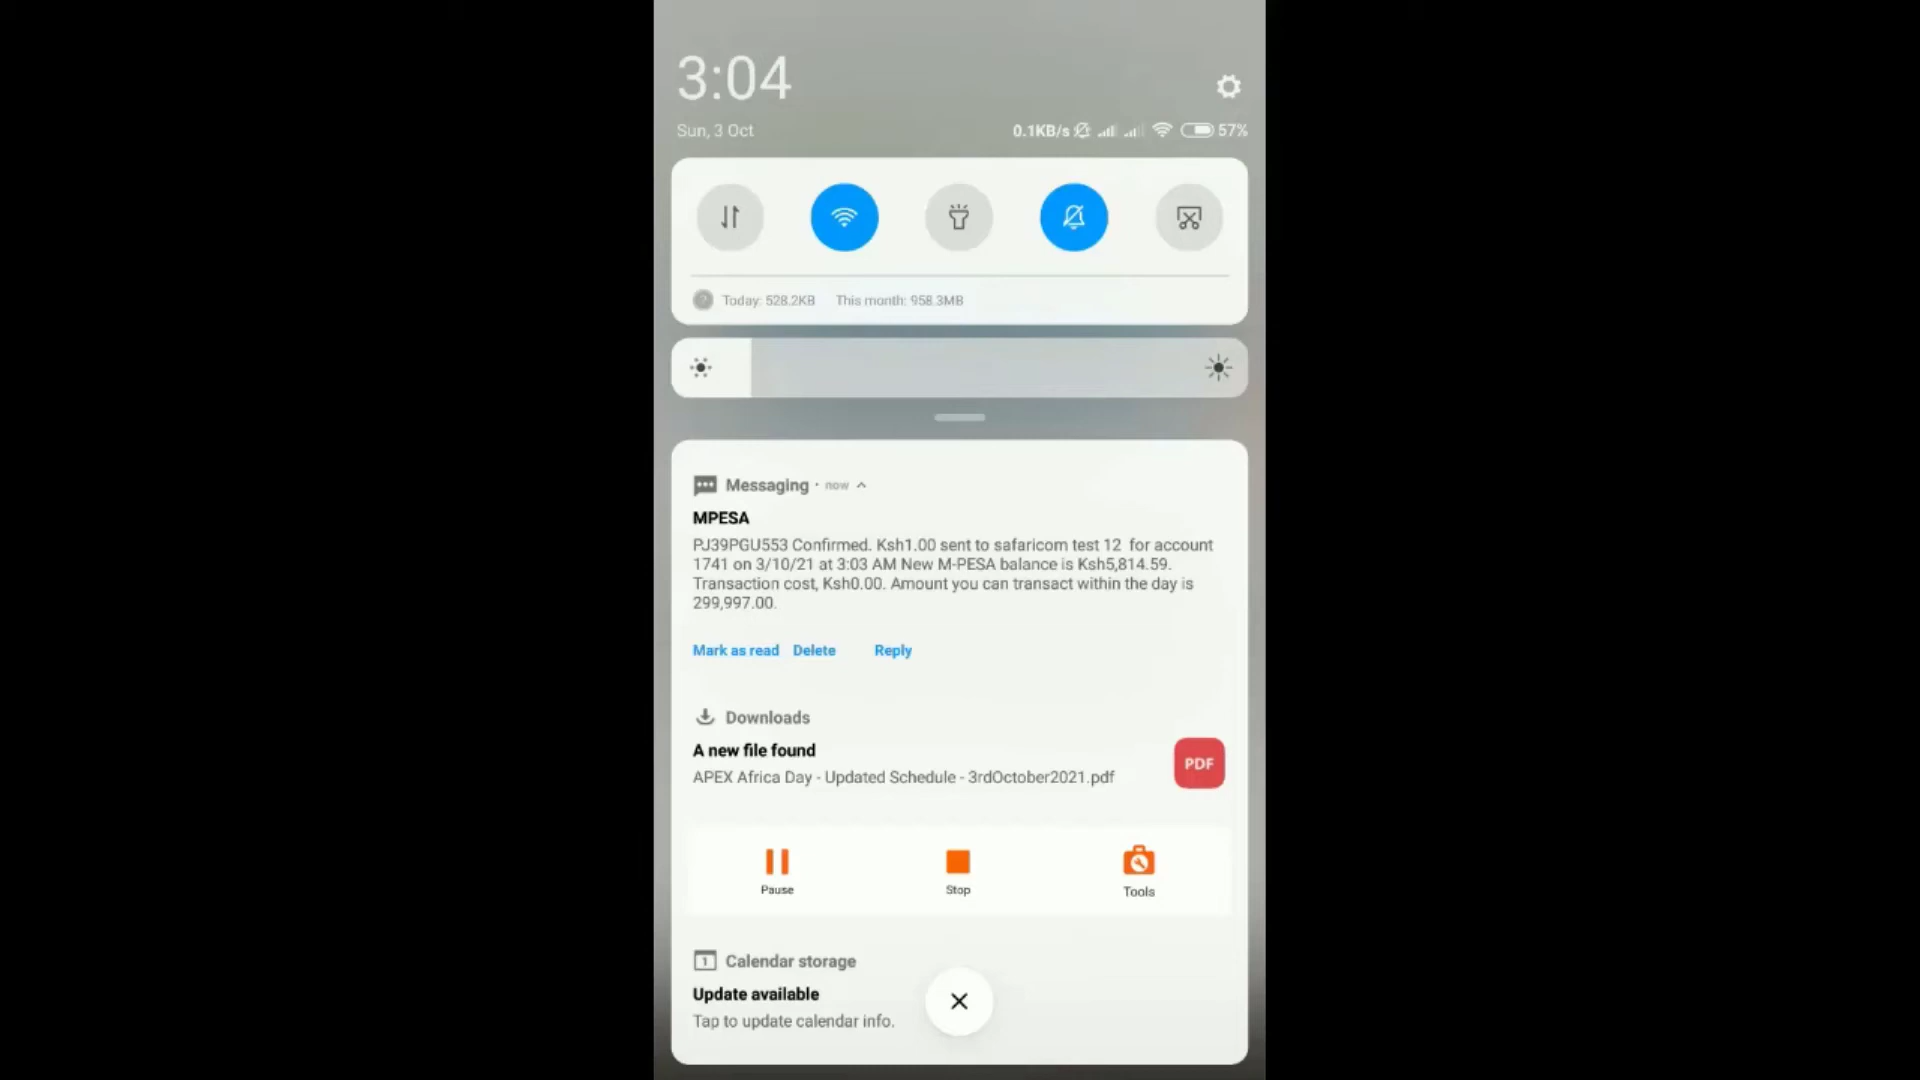 3:04
Sun, 3 Oct
0.1KB/s 57%
Today: 528.2KB This month: 958.3MB
Messaging · now
MPESA
PJ39PGU553 Confirmed. Ksh1.00 sent to safaricom test 12 for account
1741 on 3/10/21 at 3:03 AM New M-PESA balance is Ksh5,814.59.
Transaction cost, Ksh0.00. Amount you can transact within the day is
299,997.00.
Mark as read Delete Reply
Downloads
A new file found
APEX Africa Day - Updated Schedule - 3rdOctober2021.pdf
PDF
Pause Stop Tools
1 Calendar storage
Update available
Tap to update calendar info.